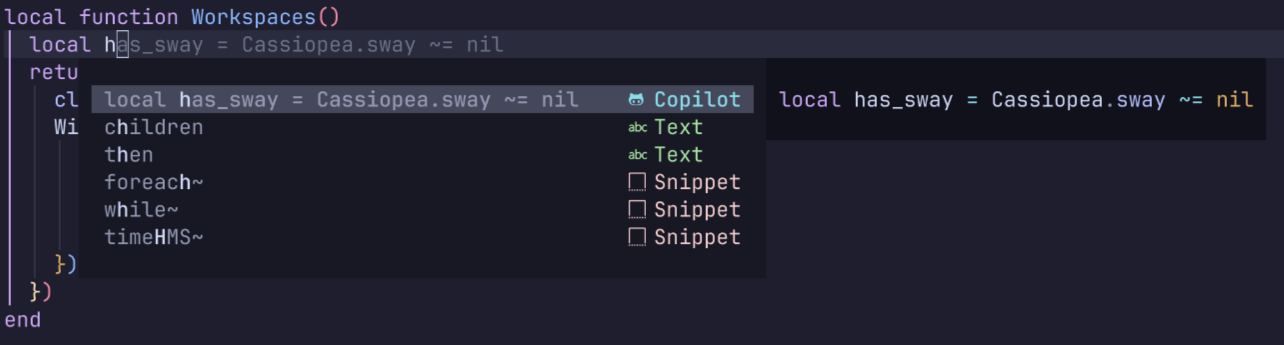 local function Workspaces()
local has_sway = Cassiopea.sway ~= nil
retu
cl
local has_sway = Cassiopea.sway ~= nil Copilot
local has_sway = Cassiopea.sway ~= nil
Wi
children abc Text
then abc Text
foreach~ Snippet
while~ Snippet
timeHMS~ Snippet
})
})
end